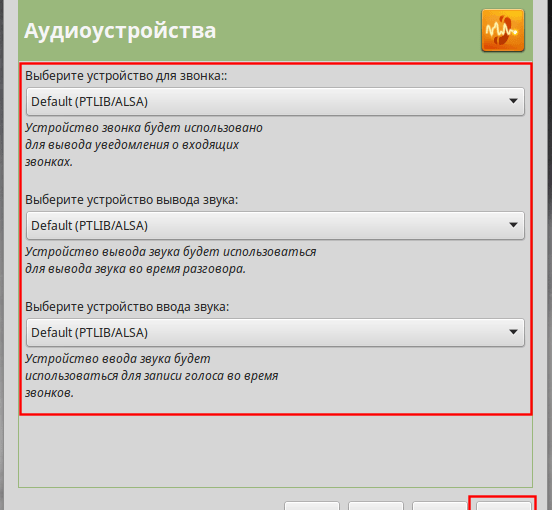 Аудиоустройства
Выберите устройство для звонка::
Default (PTLIB/ALSA)
Устройство звонка будет использовано
для вывода уведомления о входящих
звонках.
Выберите устройство вывода звука:
Default (PTLIB/ALSA)
Устройство вывода звука будет использоваться
для вывода звука во время разговора.
Выберите устройство ввода звука:
Default (PTLIB/ALSA)
Устройство ввода звука будет
использоваться для записи голоса во время
звонков.